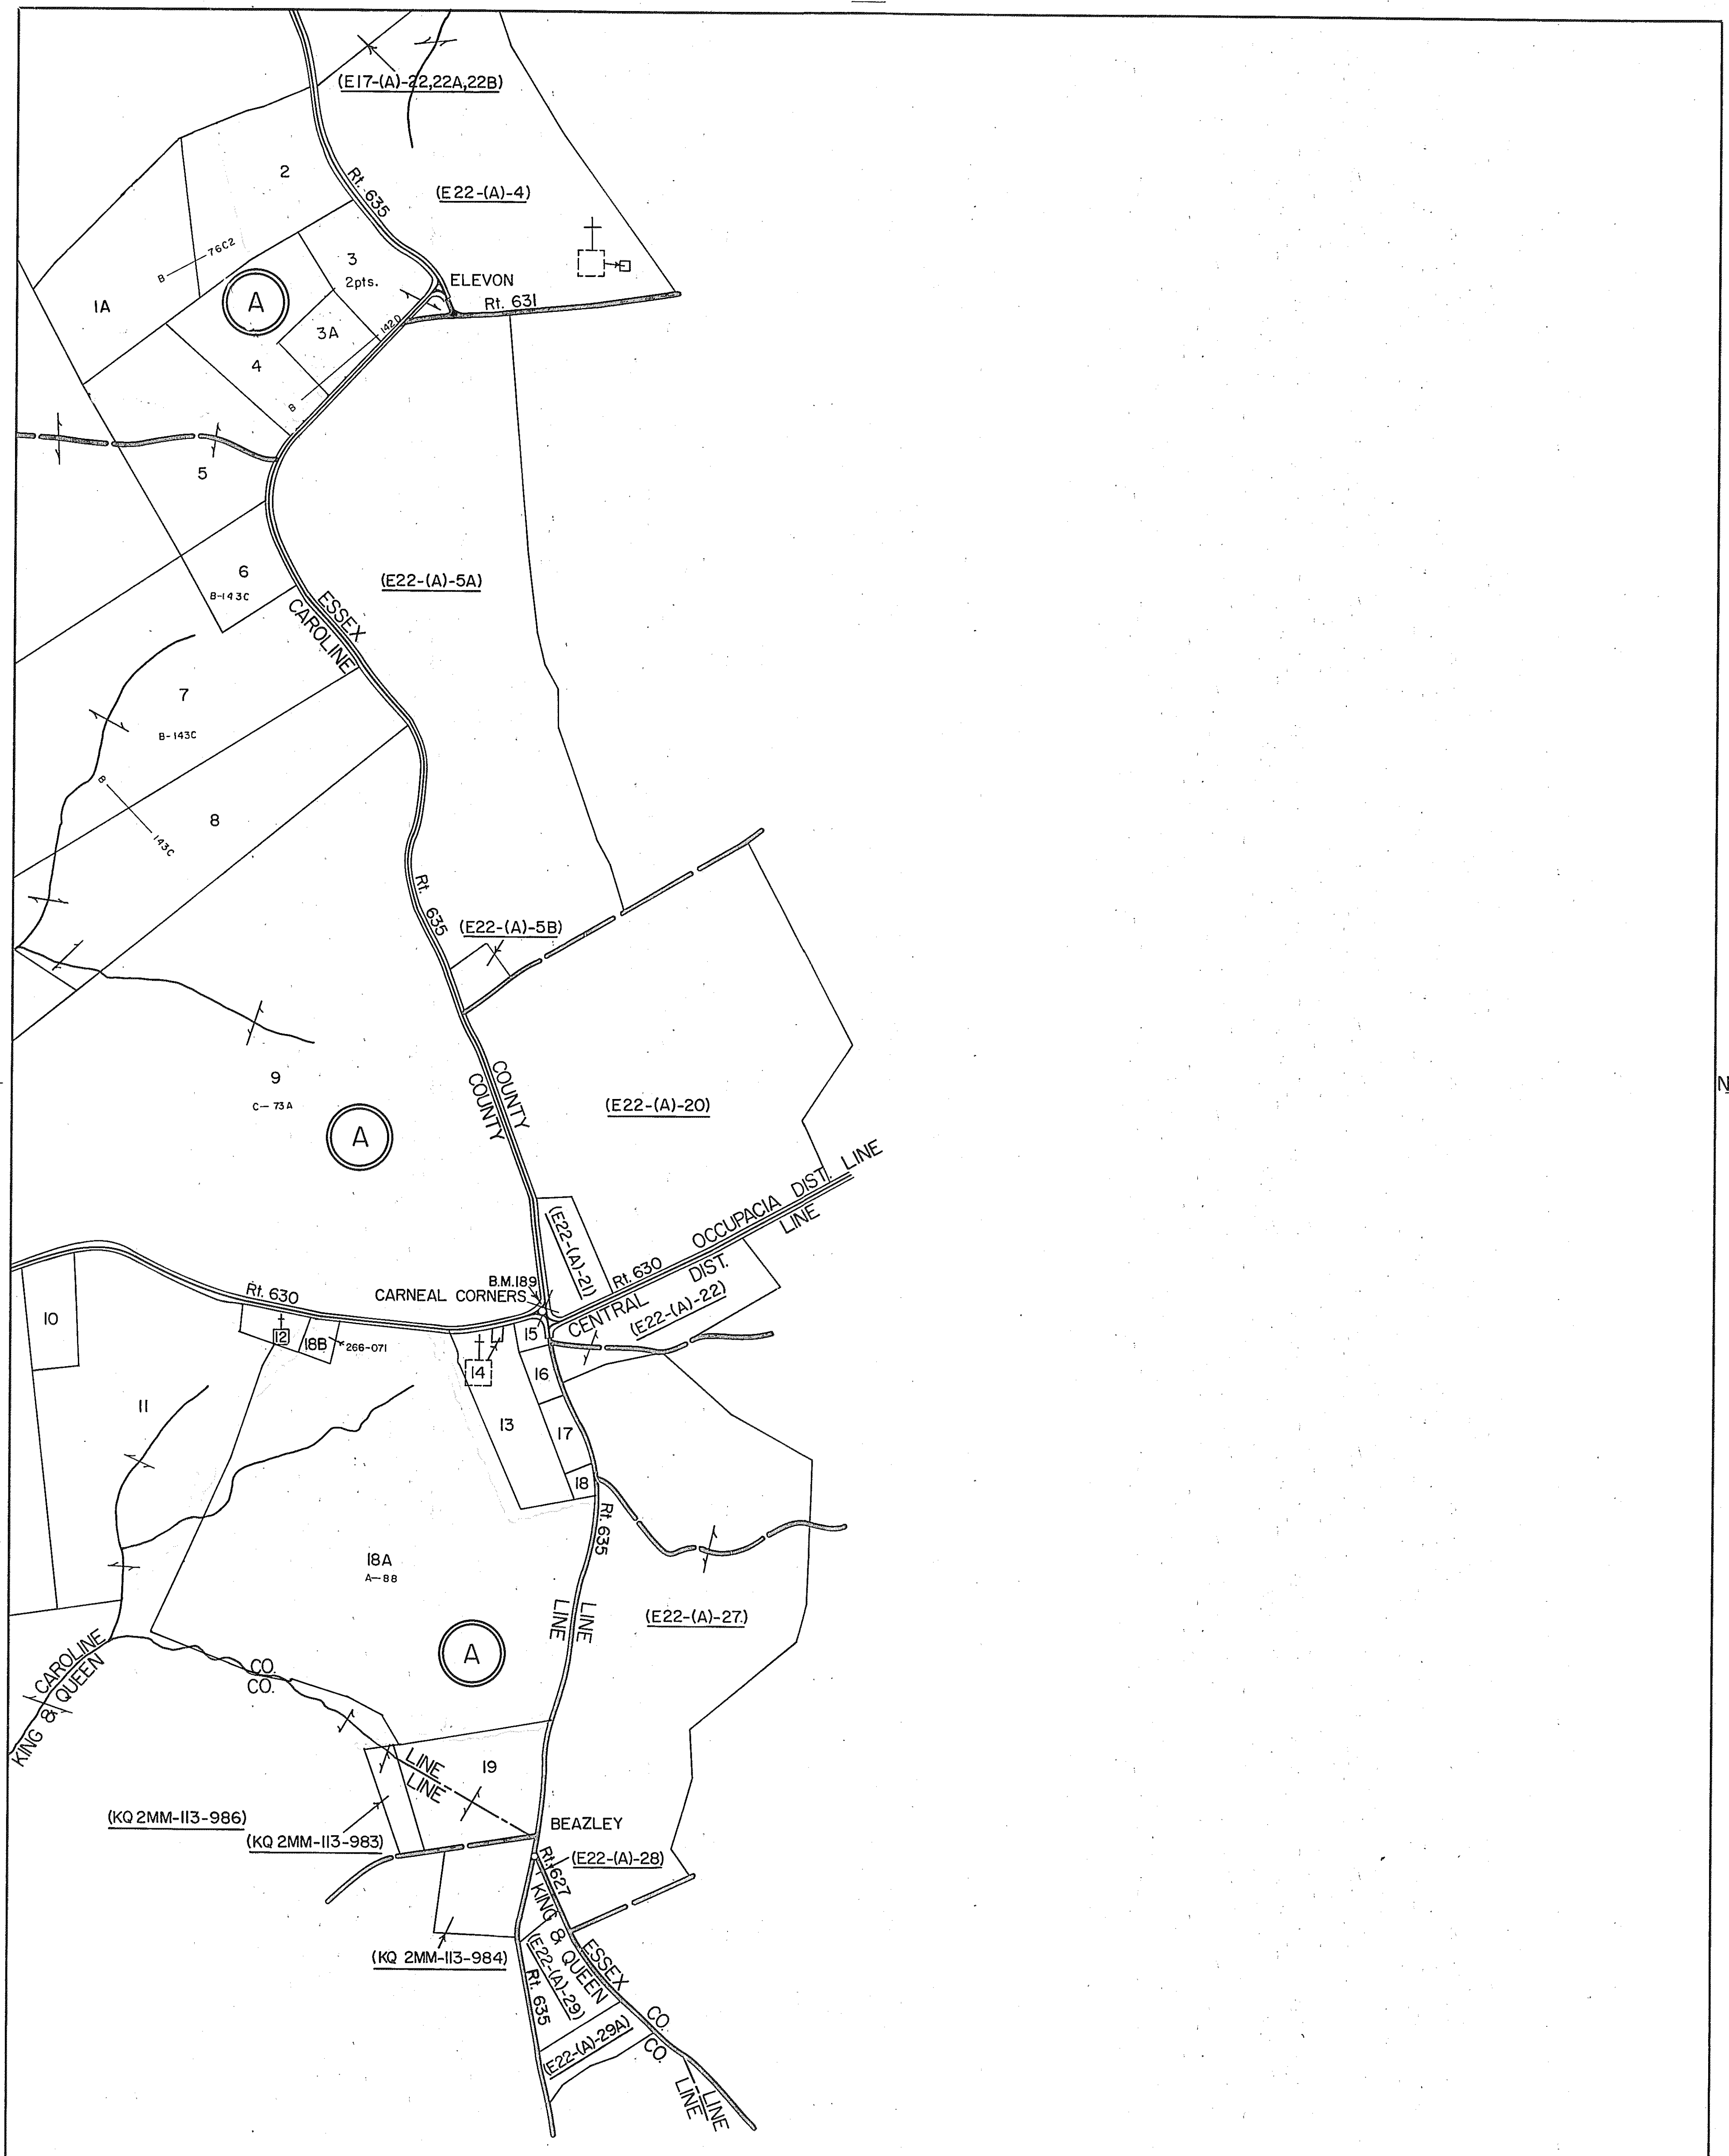 (E17-(A)-22,22A,22B)
2
Rt. 635
(E22-(A)-4)
B 76C2
3
2pts.
ELEVON
Rt. 631
1A
A
3A
142D
4
B
5
6
B-143C
(E22-(A)-5A)
ESSEX
CAROLINE
7
B-143C
B 143C
8
Rt. 635
(E22-(A)-5B)
9
C-73A
COUNTY
COUNTY
(E22-(A)-20)
N
A
OCCUPACIA DIST. LINE
LINE
(E22-(A)-21)
Rt. 630
DIST.
CENTRAL
(E22-(A)-22)
B.M.189
CARNEAL CORNERS
Rt. 630
10
12
18B
266-071
15
14
16
11
13
17
18
Rt. 635
18A
A-88
LINE
LINE
(E22-(A)-27)
A
CAROLINE
KING & QUEEN
CO.
CO.
LINE
LINE
19
(KQ 2MM-113-986)
(KQ 2MM-113-983)
BEAZLEY
Rt. 627
(E22-(A)-28)
KING & QUEEN
(KQ 2MM-113-984)
ESSEX
(E22-(A)-29)
Rt. 635
CO.
CO.
(E22-(A)-29A)
LINE
LINE